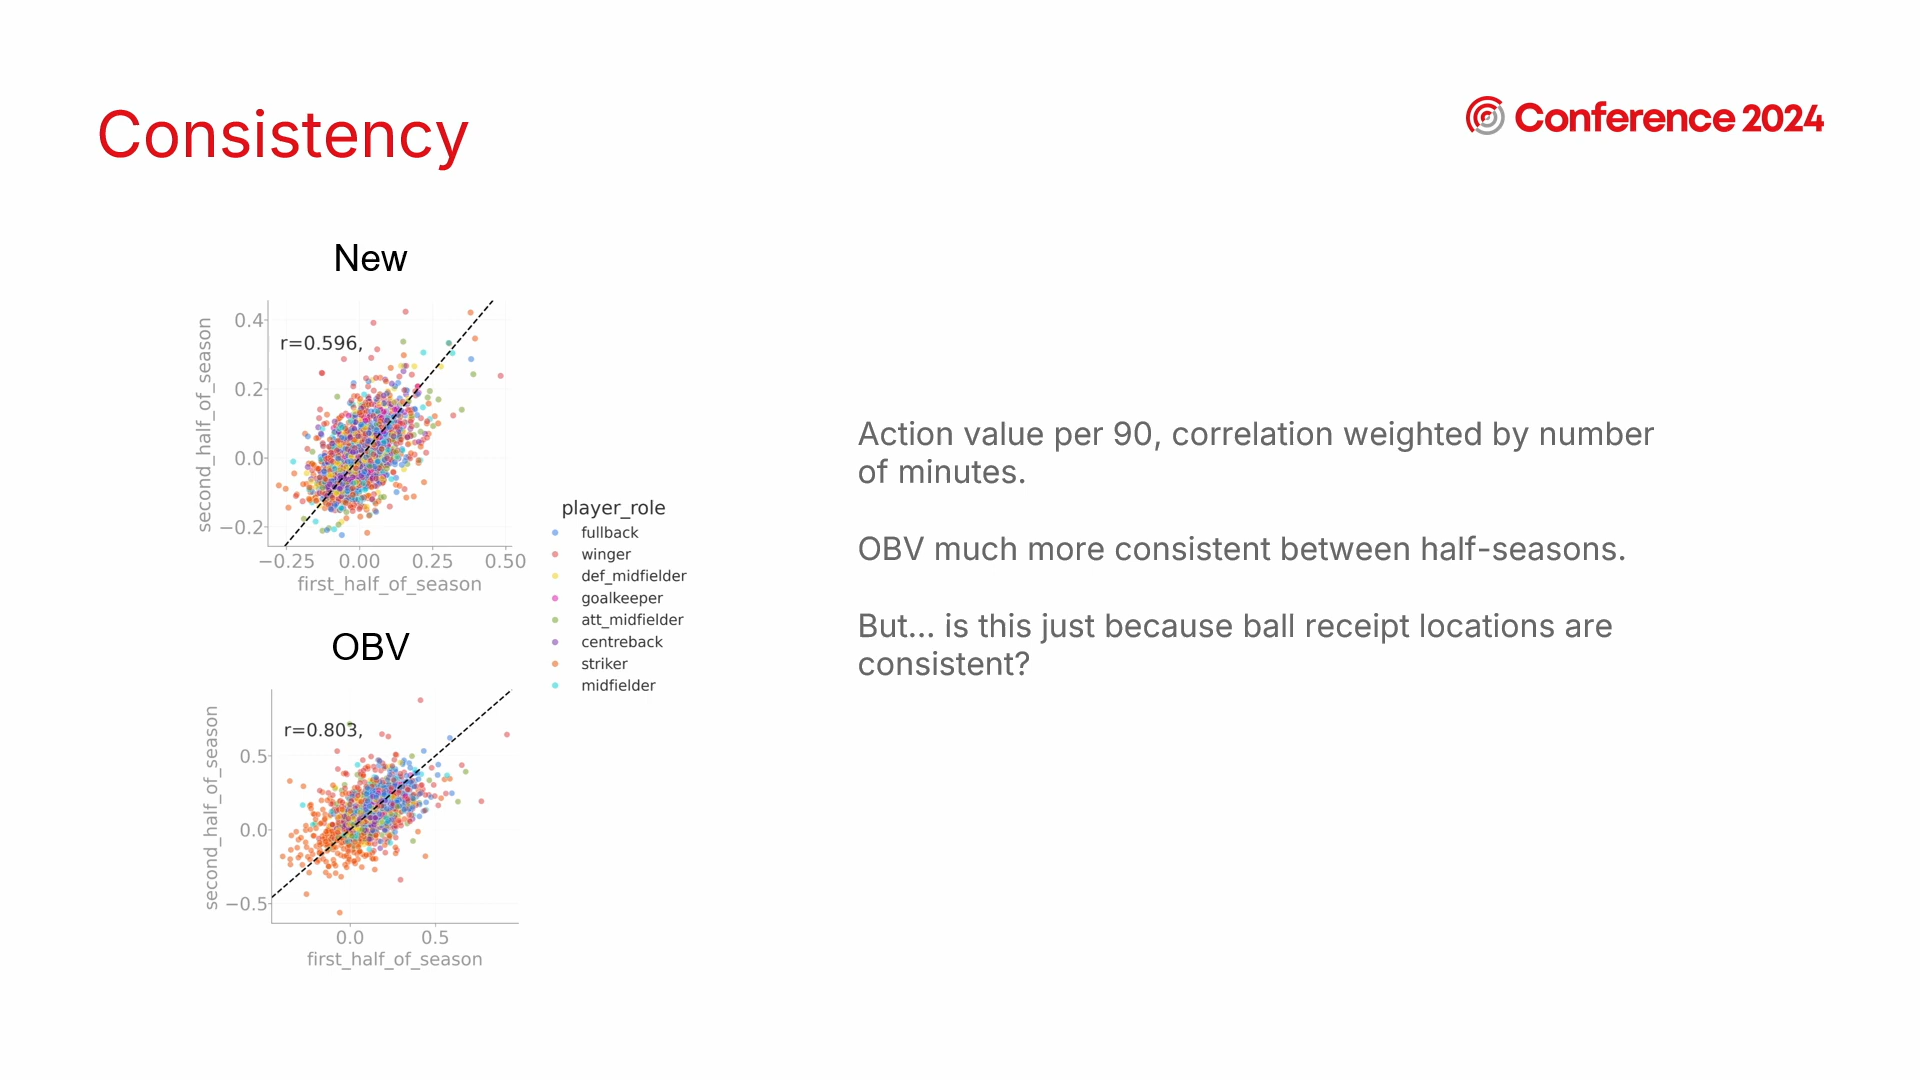 Consistency
Conference 2024
New
0.4
0.2
0.0
−0.2
second_half_of_season
r=0.596,
−0.25 0.00 0.25 0.50
first_half_of_season
player_role
fullback
winger
def_midfielder
goalkeeper
att_midfielder
centreback
striker
midfielder
OBV
0.5
0.0
−0.5
second_half_of_season
r=0.803,
0.0 0.5
first_half_of_season
Action value per 90, correlation weighted by number
of minutes.
OBV much more consistent between half-seasons.
But... is this just because ball receipt locations are
consistent?